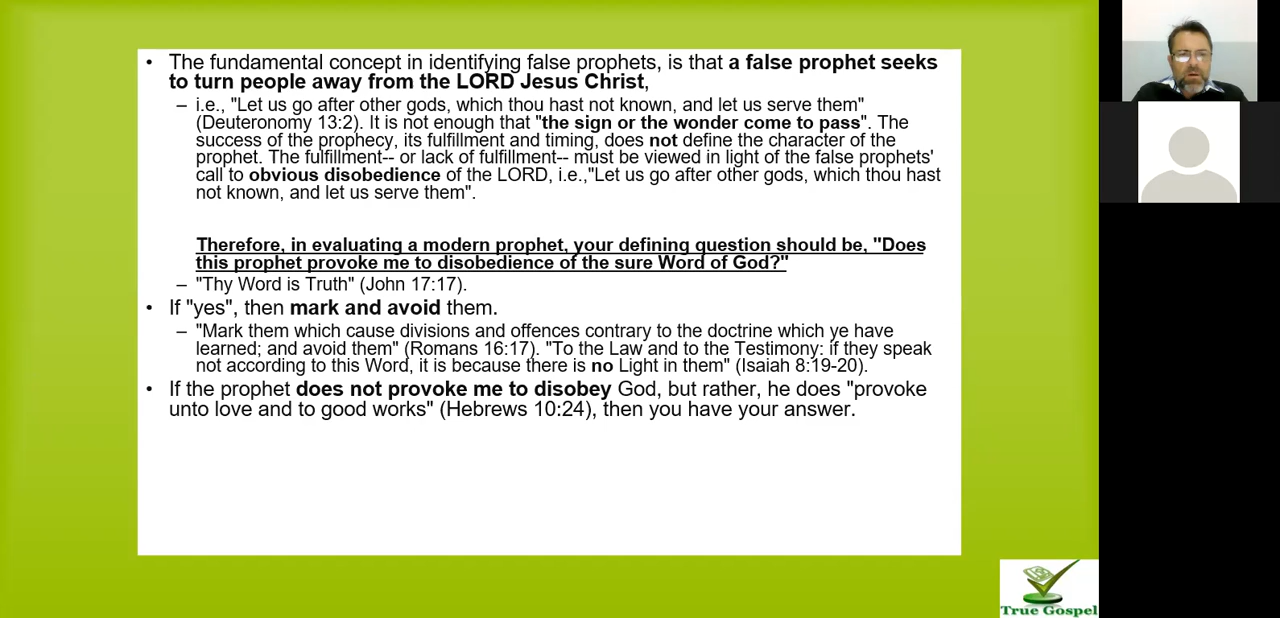 • The fundamental concept in identifying false prophets, is that a false prophet seeks
to turn people away from the LORD Jesus Christ,
– i.e., "Let us go after other gods, which thou hast not known, and let us serve them"
(Deuteronomy 13:2). It is not enough that "the sign or the wonder come to pass". The
success of the prophecy, its fulfillment and timing, does not define the character of the
prophet. The fulfillment-- or lack of fulfillment-- must be viewed in light of the false prophets'
call to obvious disobedience of the LORD, i.e.,"Let us go after other gods, which thou hast
not known, and let us serve them".
Therefore, in evaluating a modern prophet, your defining question should be, "Does
this prophet provoke me to disobedience of the sure Word of God?"
– "Thy Word is Truth" (John 17:17).
• If "yes", then mark and avoid them.
– "Mark them which cause divisions and offences contrary to the doctrine which ye have
learned; and avoid them" (Romans 16:17). "To the Law and to the Testimony: if they speak
not according to this Word, it is because there is no Light in them" (Isaiah 8:19-20).
• If the prophet does not provoke me to disobey God, but rather, he does "provoke
unto love and to good works" (Hebrews 10:24), then you have your answer.
True Gospel